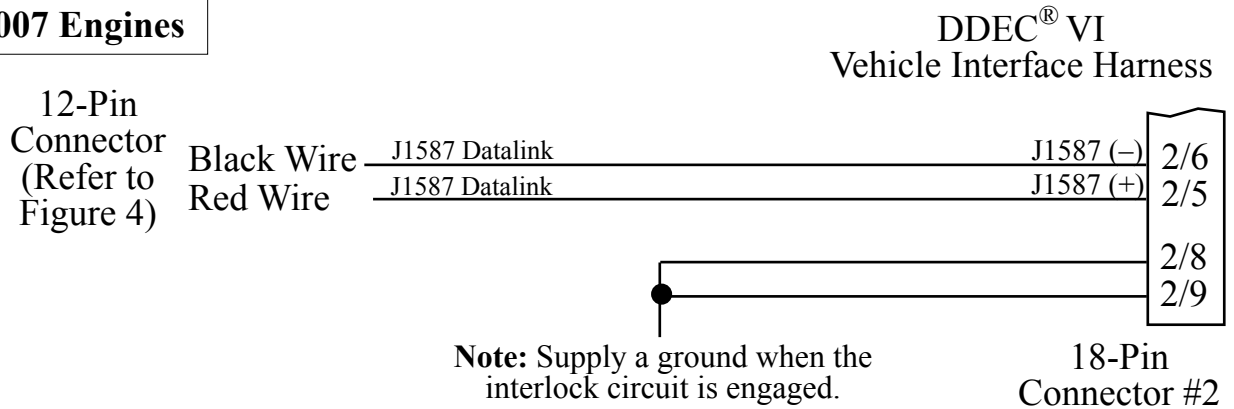 007 Engines
DDEC® VI
Vehicle Interface Harness
12-Pin
Connector
(Refer to
Figure 4)
Black Wire J1587 Datalink J1587 (–) 2/6
Red Wire J1587 Datalink J1587 (+) 2/5
2/8
2/9
Note: Supply a ground when the
interlock circuit is engaged.
18-Pin
Connector #2